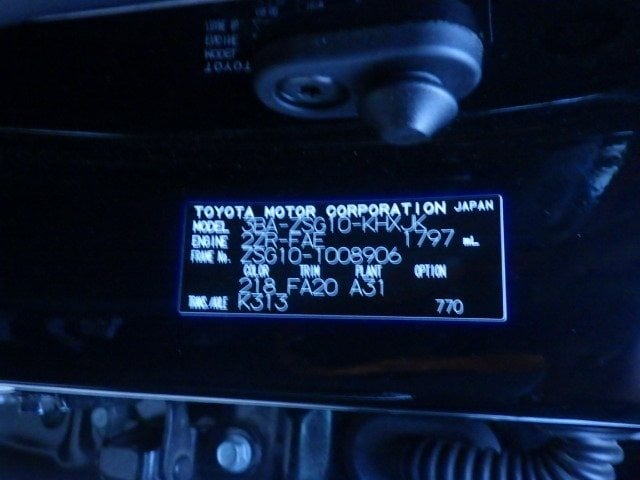 TOYOTA MOTOR CORPORATION JAPAN
MODEL 3BA-ZSG10-KHXJK
ENGINE 2ZR-FAE 1797 mL
FRAME No. ZSG10-T008906
COLOR TRIM PLANT OPTION
218 FA20 A31
TRANS./AXLE K313 770